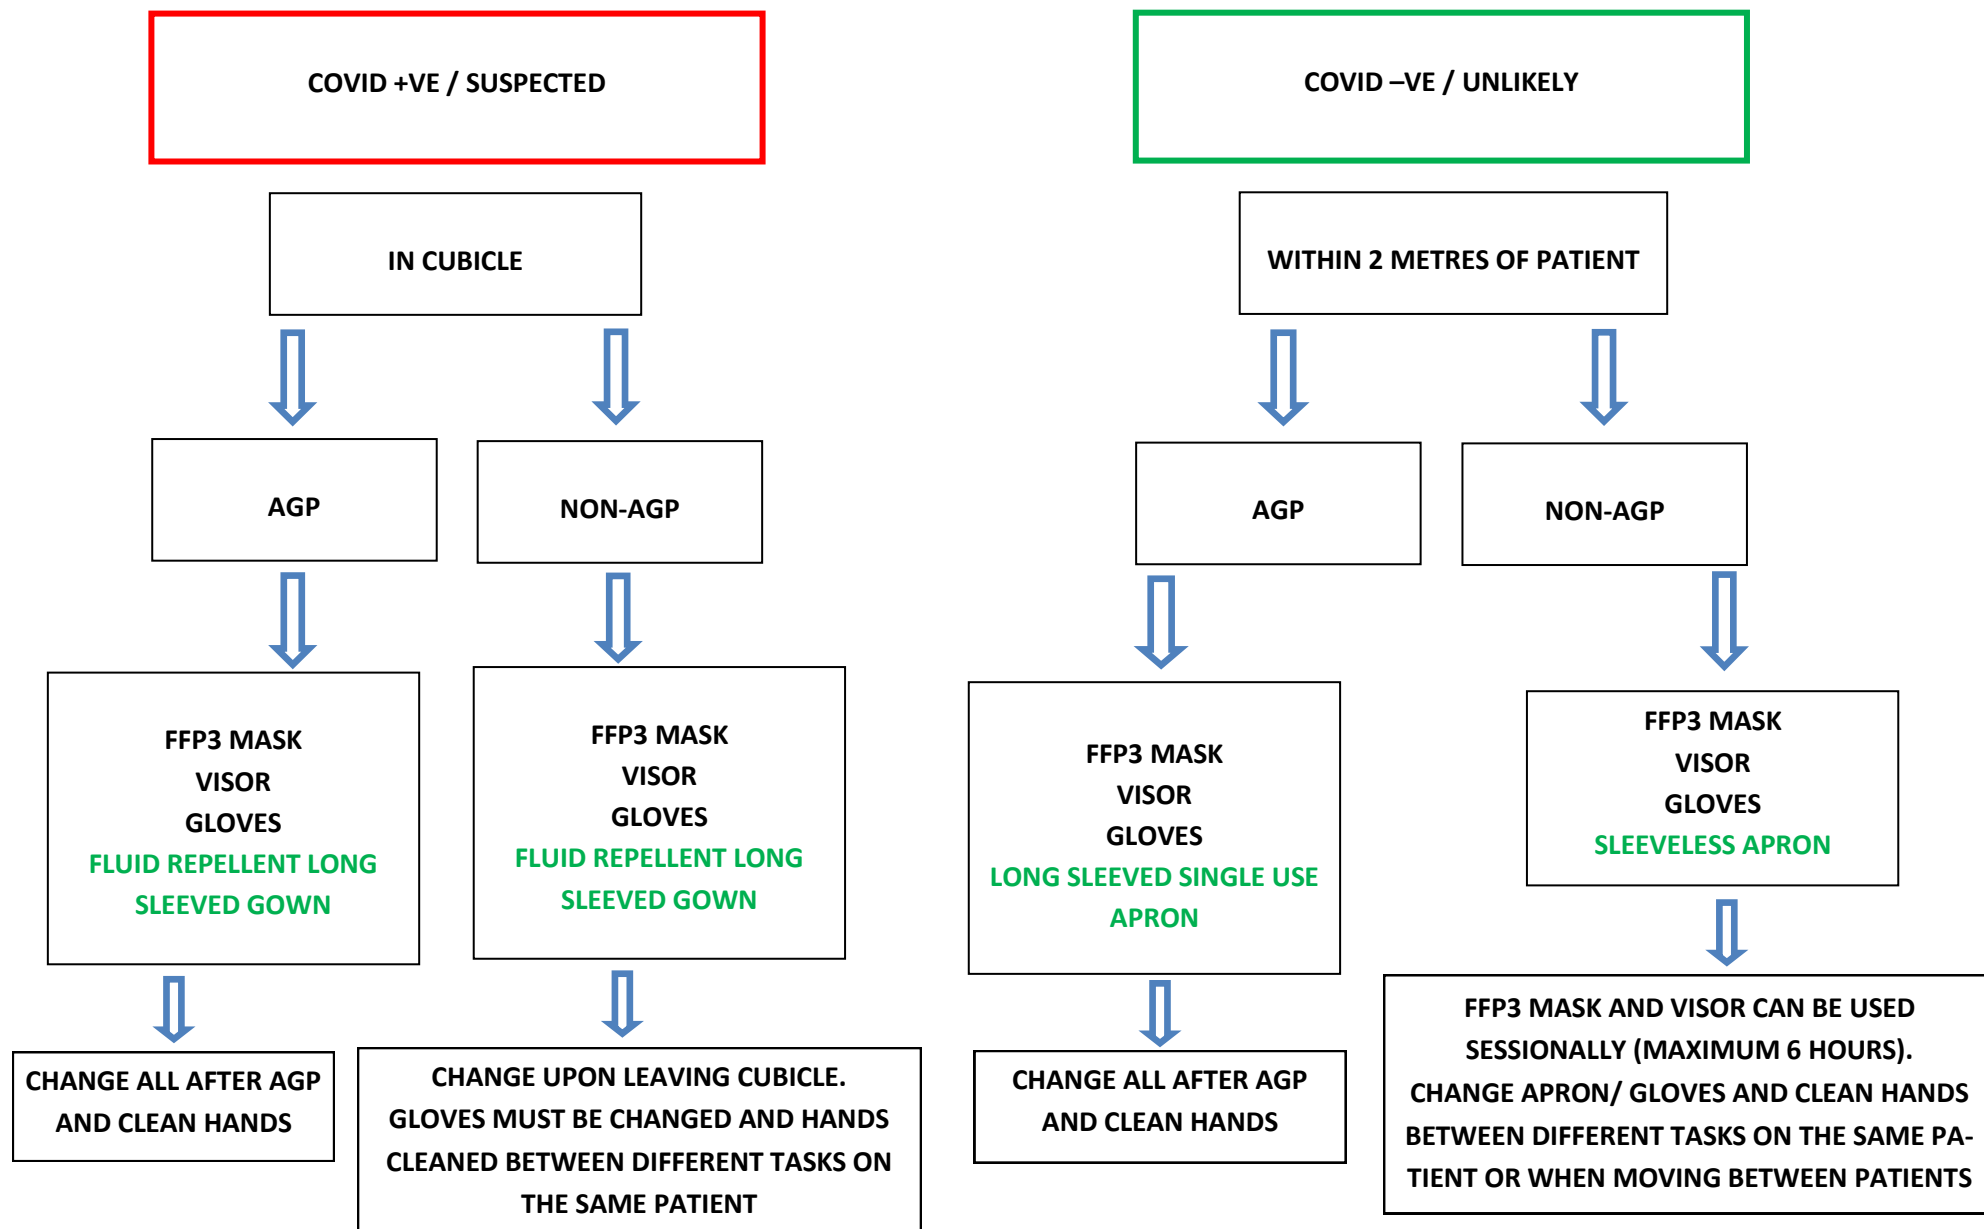 COVID +VE / SUSPECTED
IN CUBICLE
AGP
NON-AGP
FFP3 MASK
VISOR
GLOVES
FLUID REPELLENT LONG
SLEEVED GOWN
FFP3 MASK
VISOR
GLOVES
FLUID REPELLENT LONG
SLEEVED GOWN
CHANGE ALL AFTER AGP
AND CLEAN HANDS
CHANGE UPON LEAVING CUBICLE.
GLOVES MUST BE CHANGED AND HANDS
CLEANED BETWEEN DIFFERENT TASKS ON
THE SAME PATIENT
COVID –VE / UNLIKELY
WITHIN 2 METRES OF PATIENT
AGP
NON-AGP
FFP3 MASK
VISOR
GLOVES
LONG SLEEVED SINGLE USE
APRON
FFP3 MASK
VISOR
GLOVES
SLEEVELESS APRON
CHANGE ALL AFTER AGP
AND CLEAN HANDS
FFP3 MASK AND VISOR CAN BE USED
SESSIONALLY (MAXIMUM 6 HOURS).
CHANGE APRON/ GLOVES AND CLEAN HANDS
BETWEEN DIFFERENT TASKS ON THE SAME PA-
TIENT OR WHEN MOVING BETWEEN PATIENTS